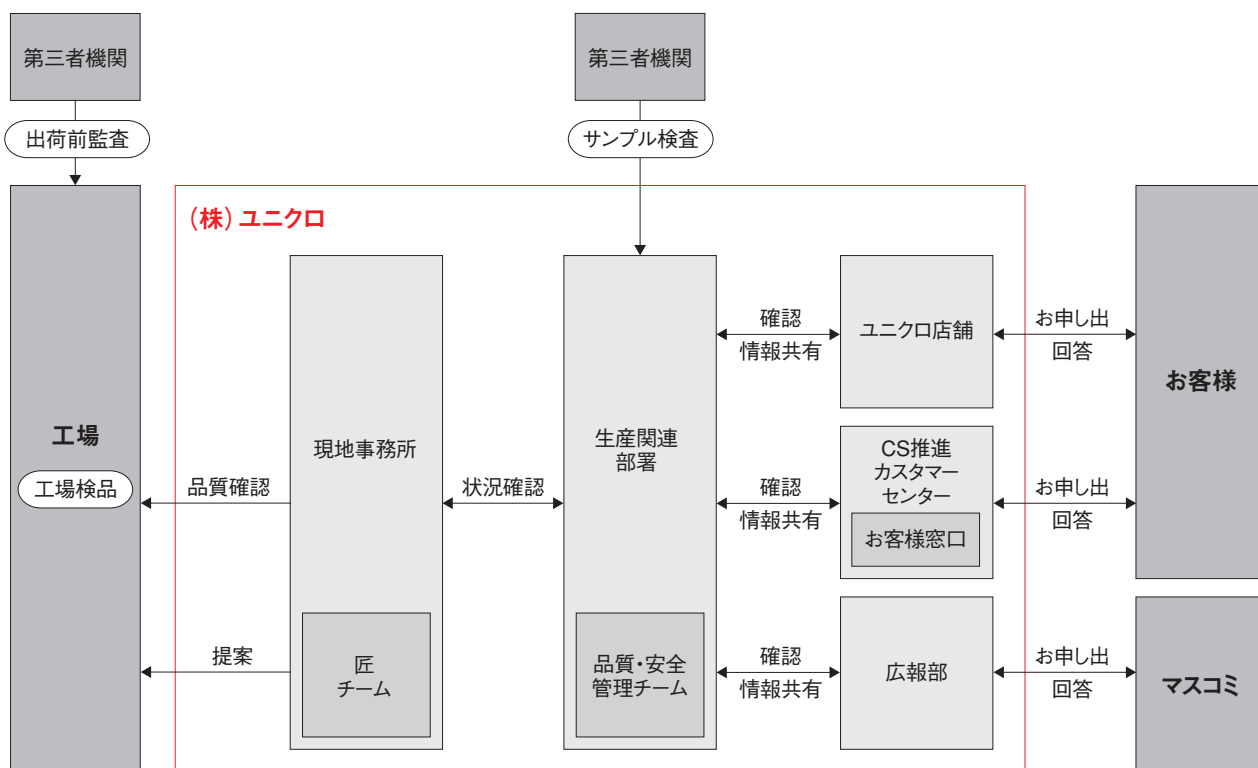 第三者機関
第三者機関
出荷前監査
サンプル検査
(株)ユニクロ
工場
工場検品
品質確認
提案
現地事務所
匠
チーム
状況確認
生産関連
部署
品質・安全
管理チーム
確認
情報共有
ユニクロ店舗
お申し出
回答
確認
情報共有
CS推進
カスタマー
センター
お客様窓口
お申し出
回答
お客様
確認
情報共有
広報部
お申し出
回答
マスコミ